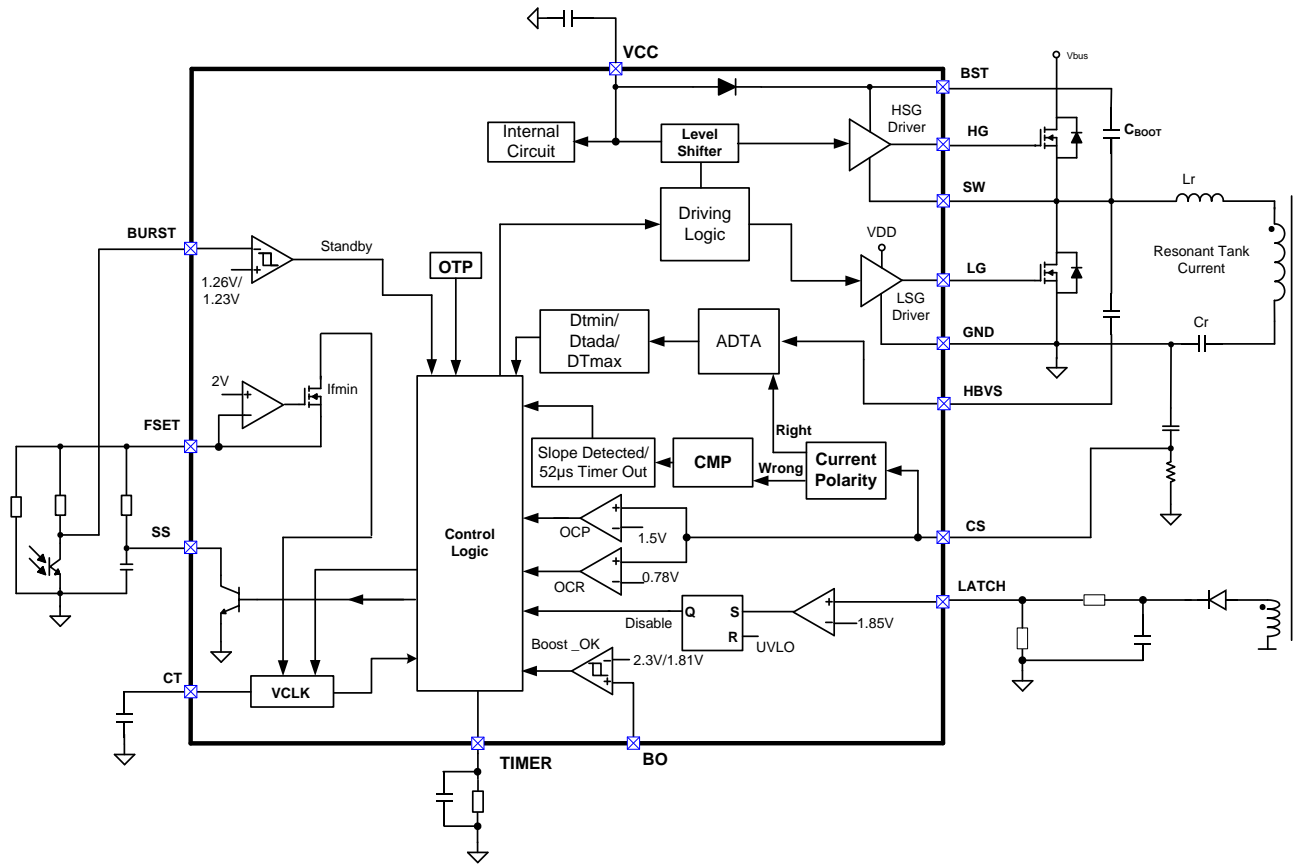 VCC
Vbus
BST
HSG
Driver
HG
C_BOOT
Internal
Circuit
Level
Shifter
SW
Lr
BURST
Standby
Driving
Logic
VDD
Resonant Tank
Current
1.26V/
1.23V
OTP
LG
LSG
Driver
GND
Cr
Dtmin/
Dtada/
DTmax
ADTA
2V
Ifmin
HBVS
FSET
Right
Slope Detected/
52µs Timer Out
CMP
Wrong
Current
Polarity
SS
Control
Logic
OCP
1.5V
CS
OCR
0.78V
LATCH
Disable
Q
S
R
UVLO
1.85V
Boost _OK
2.3V/1.81V
CT
VCLK
TIMER
BO